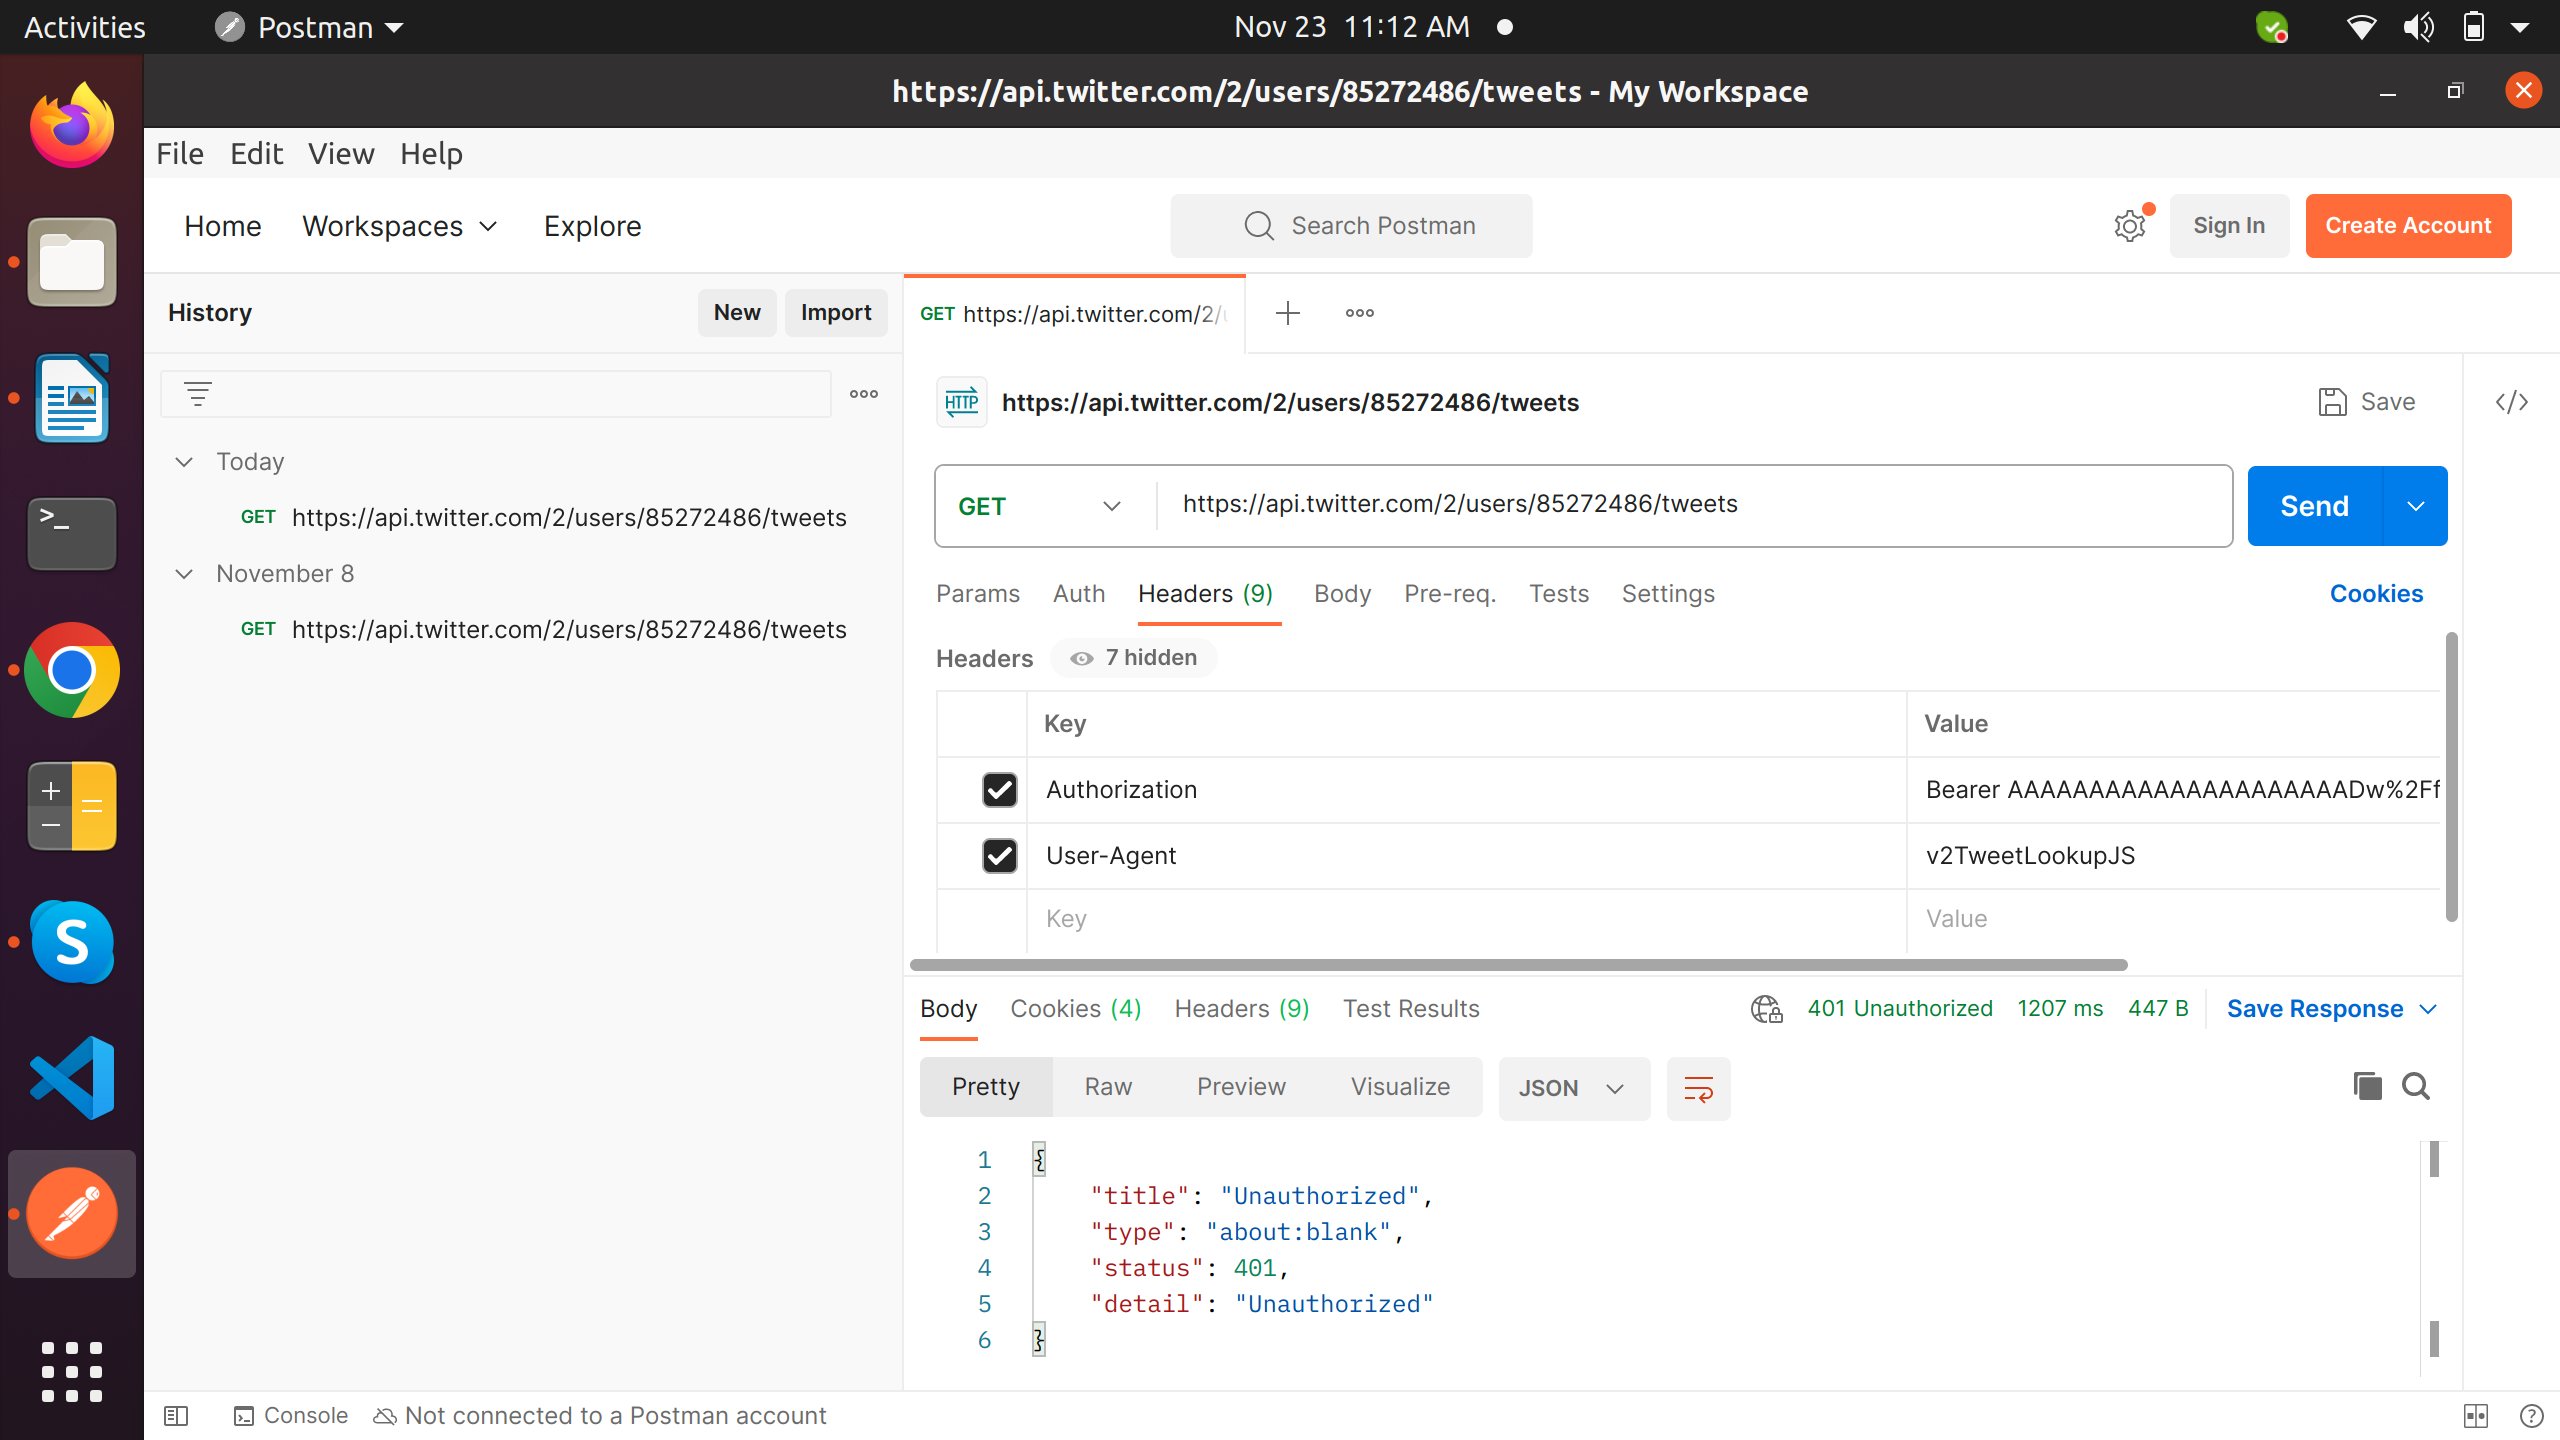 Activities
Postman
Nov 23 11:12 AM
https://api.twitter.com/2/users/85272486/tweets - My Workspace
File Edit View Help
Home Workspaces Explore
Search Postman
Sign In
Create Account
History
New
Import
GET https://api.twitter.com/2/u
HTTP https://api.twitter.com/2/users/85272486/tweets
Save
</>
Today
GET https://api.twitter.com/2/users/85272486/tweets
November 8
GET https://api.twitter.com/2/users/85272486/tweets
GET
https://api.twitter.com/2/users/85272486/tweets
Send
Params Auth Headers (9) Body Pre-req. Tests Settings
Cookies
Headers
7 hidden
Key Value
Authorization Bearer AAAAAAAAAAAAAAAAAAAAADw%2Ff
User-Agent v2TweetLookupJS
Key Value
Body Cookies (4) Headers (9) Test Results
401 Unauthorized 1207 ms 447 B
Save Response
Pretty Raw Preview Visualize
JSON
1 {
2 "title": "Unauthorized",
3 "type": "about:blank",
4 "status": 401,
5 "detail": "Unauthorized"
6 }
Console
Not connected to a Postman account